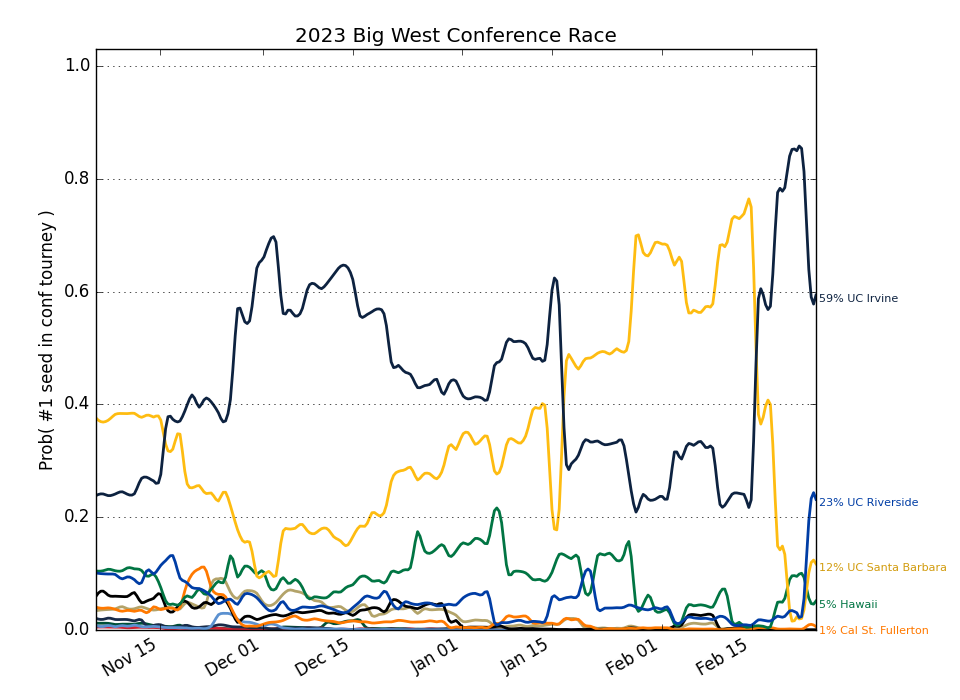 2023 Big West Conference Race
Prob( #1 seed in conf tourney )
1.0
0.8
0.6
0.4
0.2
0.0
59% UC Irvine
23% UC Riverside
12% UC Santa Barbara
5% Hawaii
1% Cal St. Fullerton
Nov 15
Dec 01
Dec 15
Jan 01
Jan 15
Feb 01
Feb 15